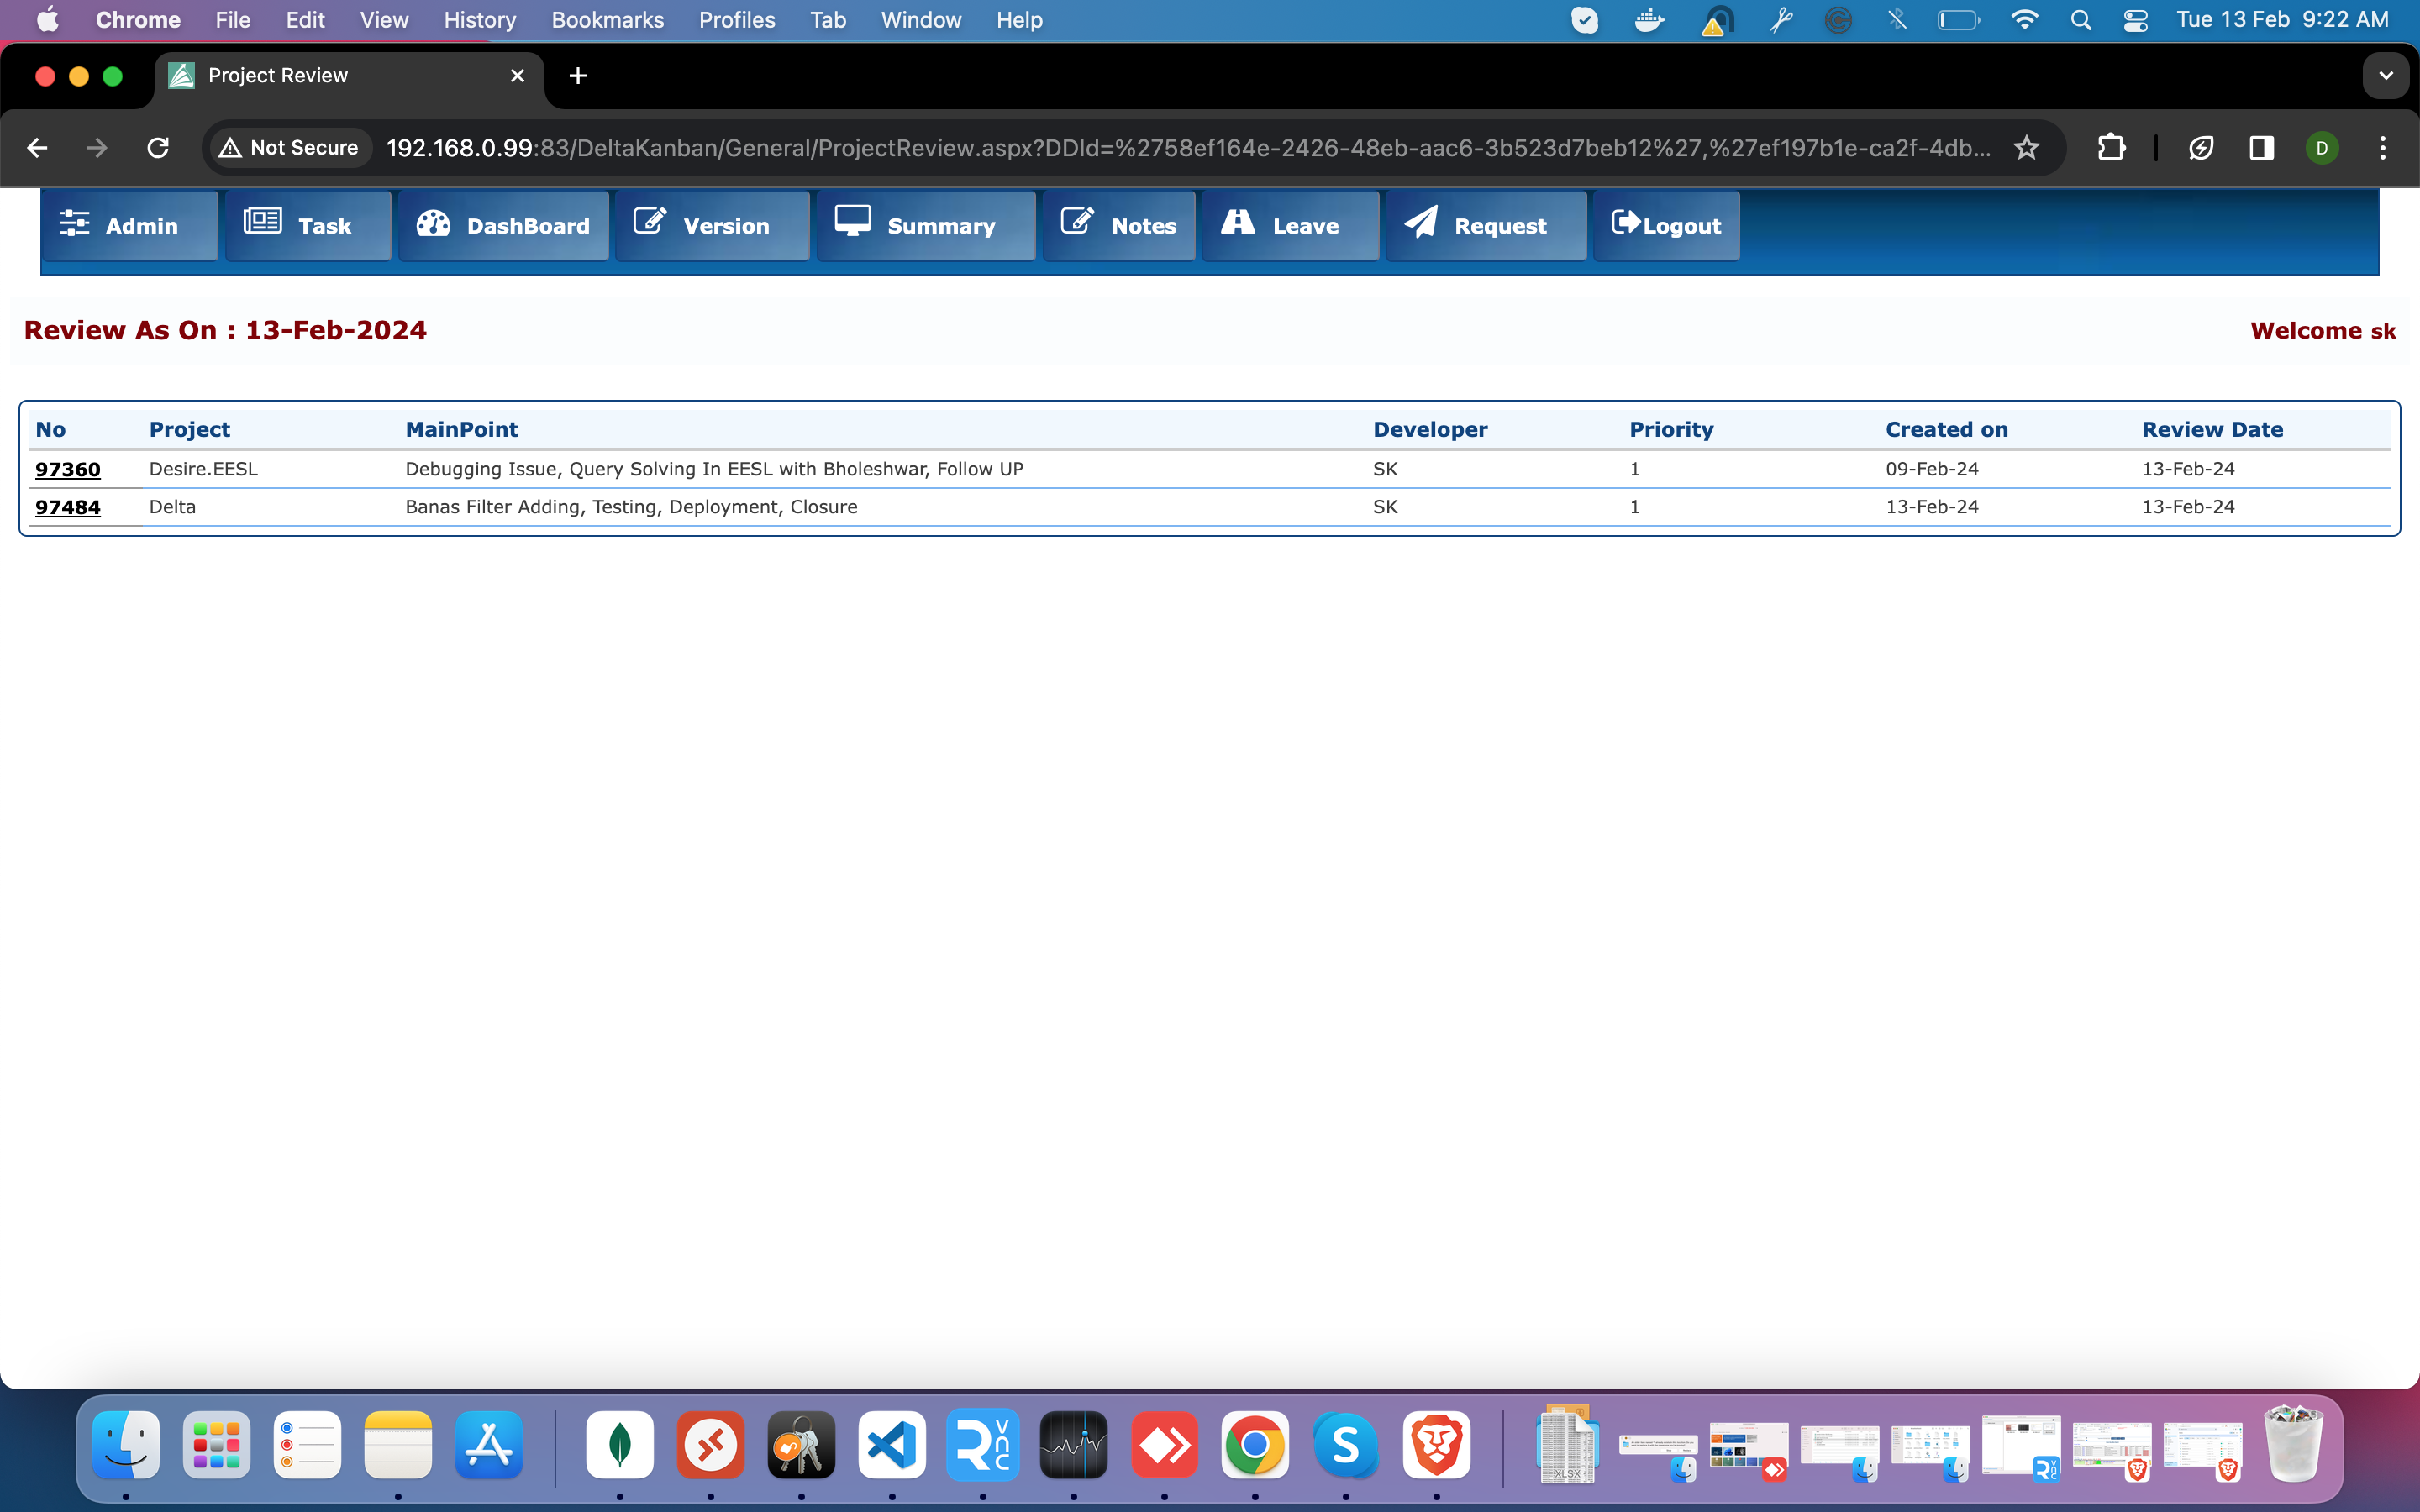 Chrome File Edit View History Bookmarks Profiles Tab Window Help Tue 13 Feb 9:22 AM
Project Review
Not Secure 192.168.0.99:83/DeltaKanban/General/ProjectReview.aspx?DDId=%2758ef164e-2426-48eb-aac6-3b523d7beb12%27,%27ef197b1e-ca2f-4db... D
Admin Task DashBoard Version Summary Notes Leave Request Logout
Review As On : 13-Feb-2024 Welcome sk
No Project MainPoint Developer Priority Created on Review Date
97360 Desire.EESL Debugging Issue, Query Solving In EESL with Bholeshwar, Follow UP SK 1 09-Feb-24 13-Feb-24
97484 Delta Banas Filter Adding, Testing, Deployment, Closure SK 1 13-Feb-24 13-Feb-24
XLSX